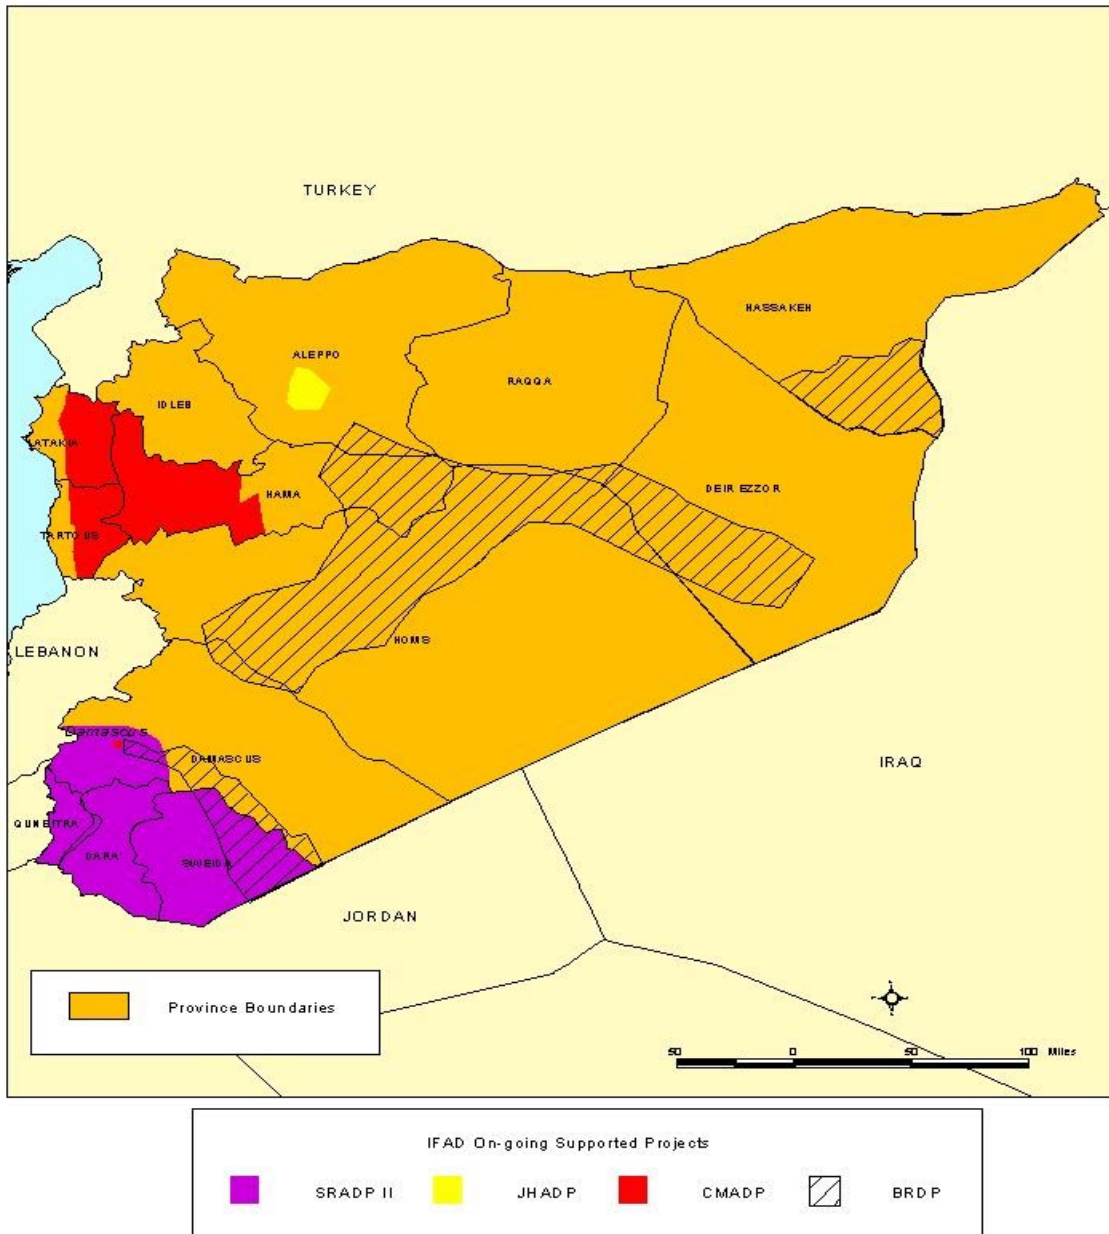 TURKEY
HASSAKEH
ALEPPO
RAQQA
IDLEB
LATAKIA
HAMA
DEIR EZZOR
TARTOUS
HOMS
LEBANON
Damascus
DAMASCUS
IRAQ
QUNEITRA
DARA'
SWEIDA
JORDAN
Province Boundaries
50 0 50 100 Miles
IFAD On-going Supported Projects
SRADP II JHADP CMADP BRDP